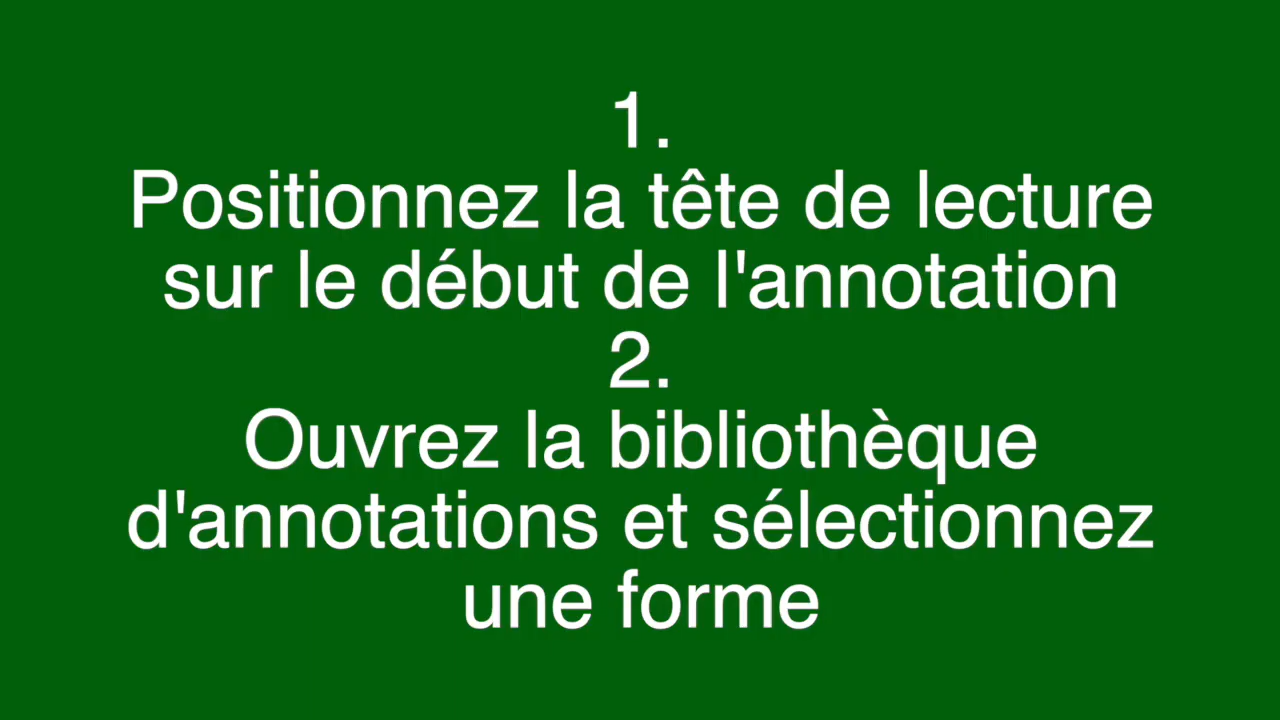 1.
Positionnez la tête de lecture
sur le début de l'annotation
2.
Ouvrez la bibliothèque
d'annotations et sélectionnez
une forme